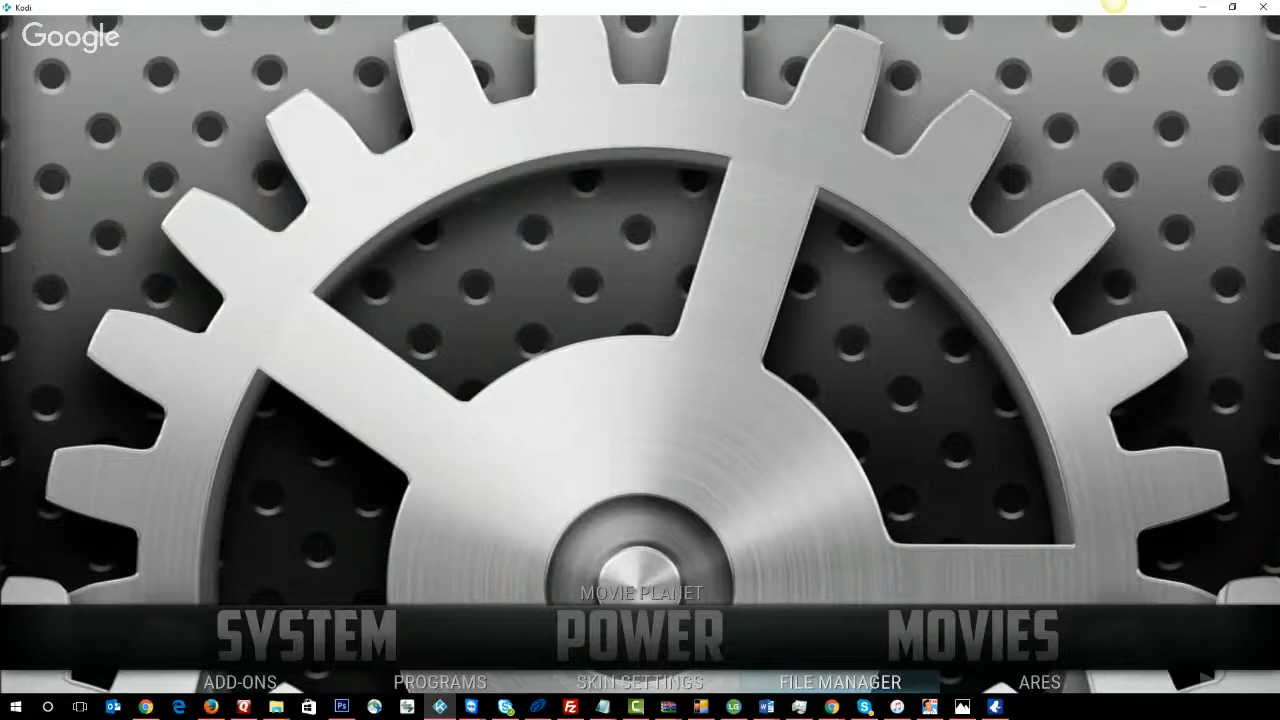 Kodi
Google
MOVIE PLANET
SYSTEM POWER MOVIES
ADD-ONS PROGRAMS SKIN SETTINGS FILE MANAGER ARES